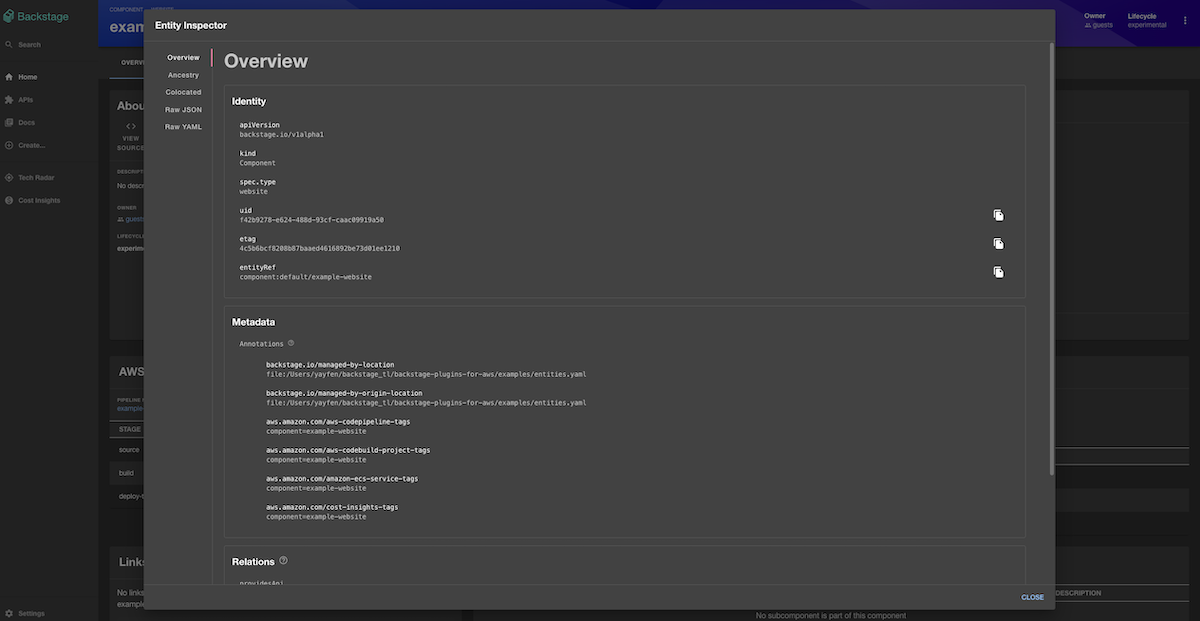 Backstage
Search
Home
APIs
Docs
Create...
Tech Radar
Cost Insights
Settings
COMPONENT
exam
Owner
guests
Lifecycle
experimental
OVERV
Abou
VIEW
SOURCE
DESCRIPT
No descr
OWNER
guests
LIFECYCL
experime
AWS
PIPELINE
example-
STAGE
source
build
deploy-t
Links
No links
example
DESCRIPTION
No subcomponent is part of this component
Entity Inspector
Overview
Ancestry
Colocated
Raw JSON
Raw YAML
Overview
Identity
apiVersion
backstage.io/v1alpha1
kind
Component
spec.type
website
uid
f42b9278-e624-488d-93cf-caac09919a50
etag
4c5b6bcf8208b87baaed4616892be73d01ee1210
entityRef
component:default/example-website
Metadata
Annotations
backstage.io/managed-by-location
file:/Users/yayfen/backstage_tl/backstage-plugins-for-aws/examples/entities.yaml
backstage.io/managed-by-origin-location
file:/Users/yayfen/backstage_tl/backstage-plugins-for-aws/examples/entities.yaml
aws.amazon.com/aws-codepipeline-tags
component=example-website
aws.amazon.com/aws-codebuild-project-tags
component=example-website
aws.amazon.com/amazon-ecs-service-tags
component=example-website
aws.amazon.com/cost-insights-tags
component=example-website
Relations
providesApi
CLOSE